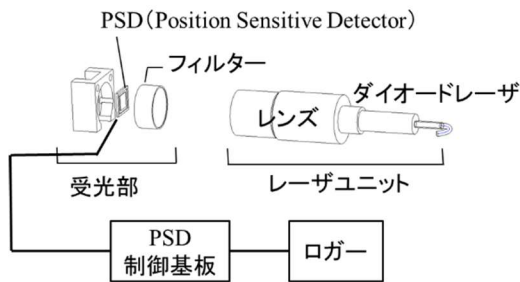 PSD（Position Sensitive Detector）
フィルター
ダイオードレーザ
レンズ
受光部
レーザユニット
PSD
制御基板
ロガー